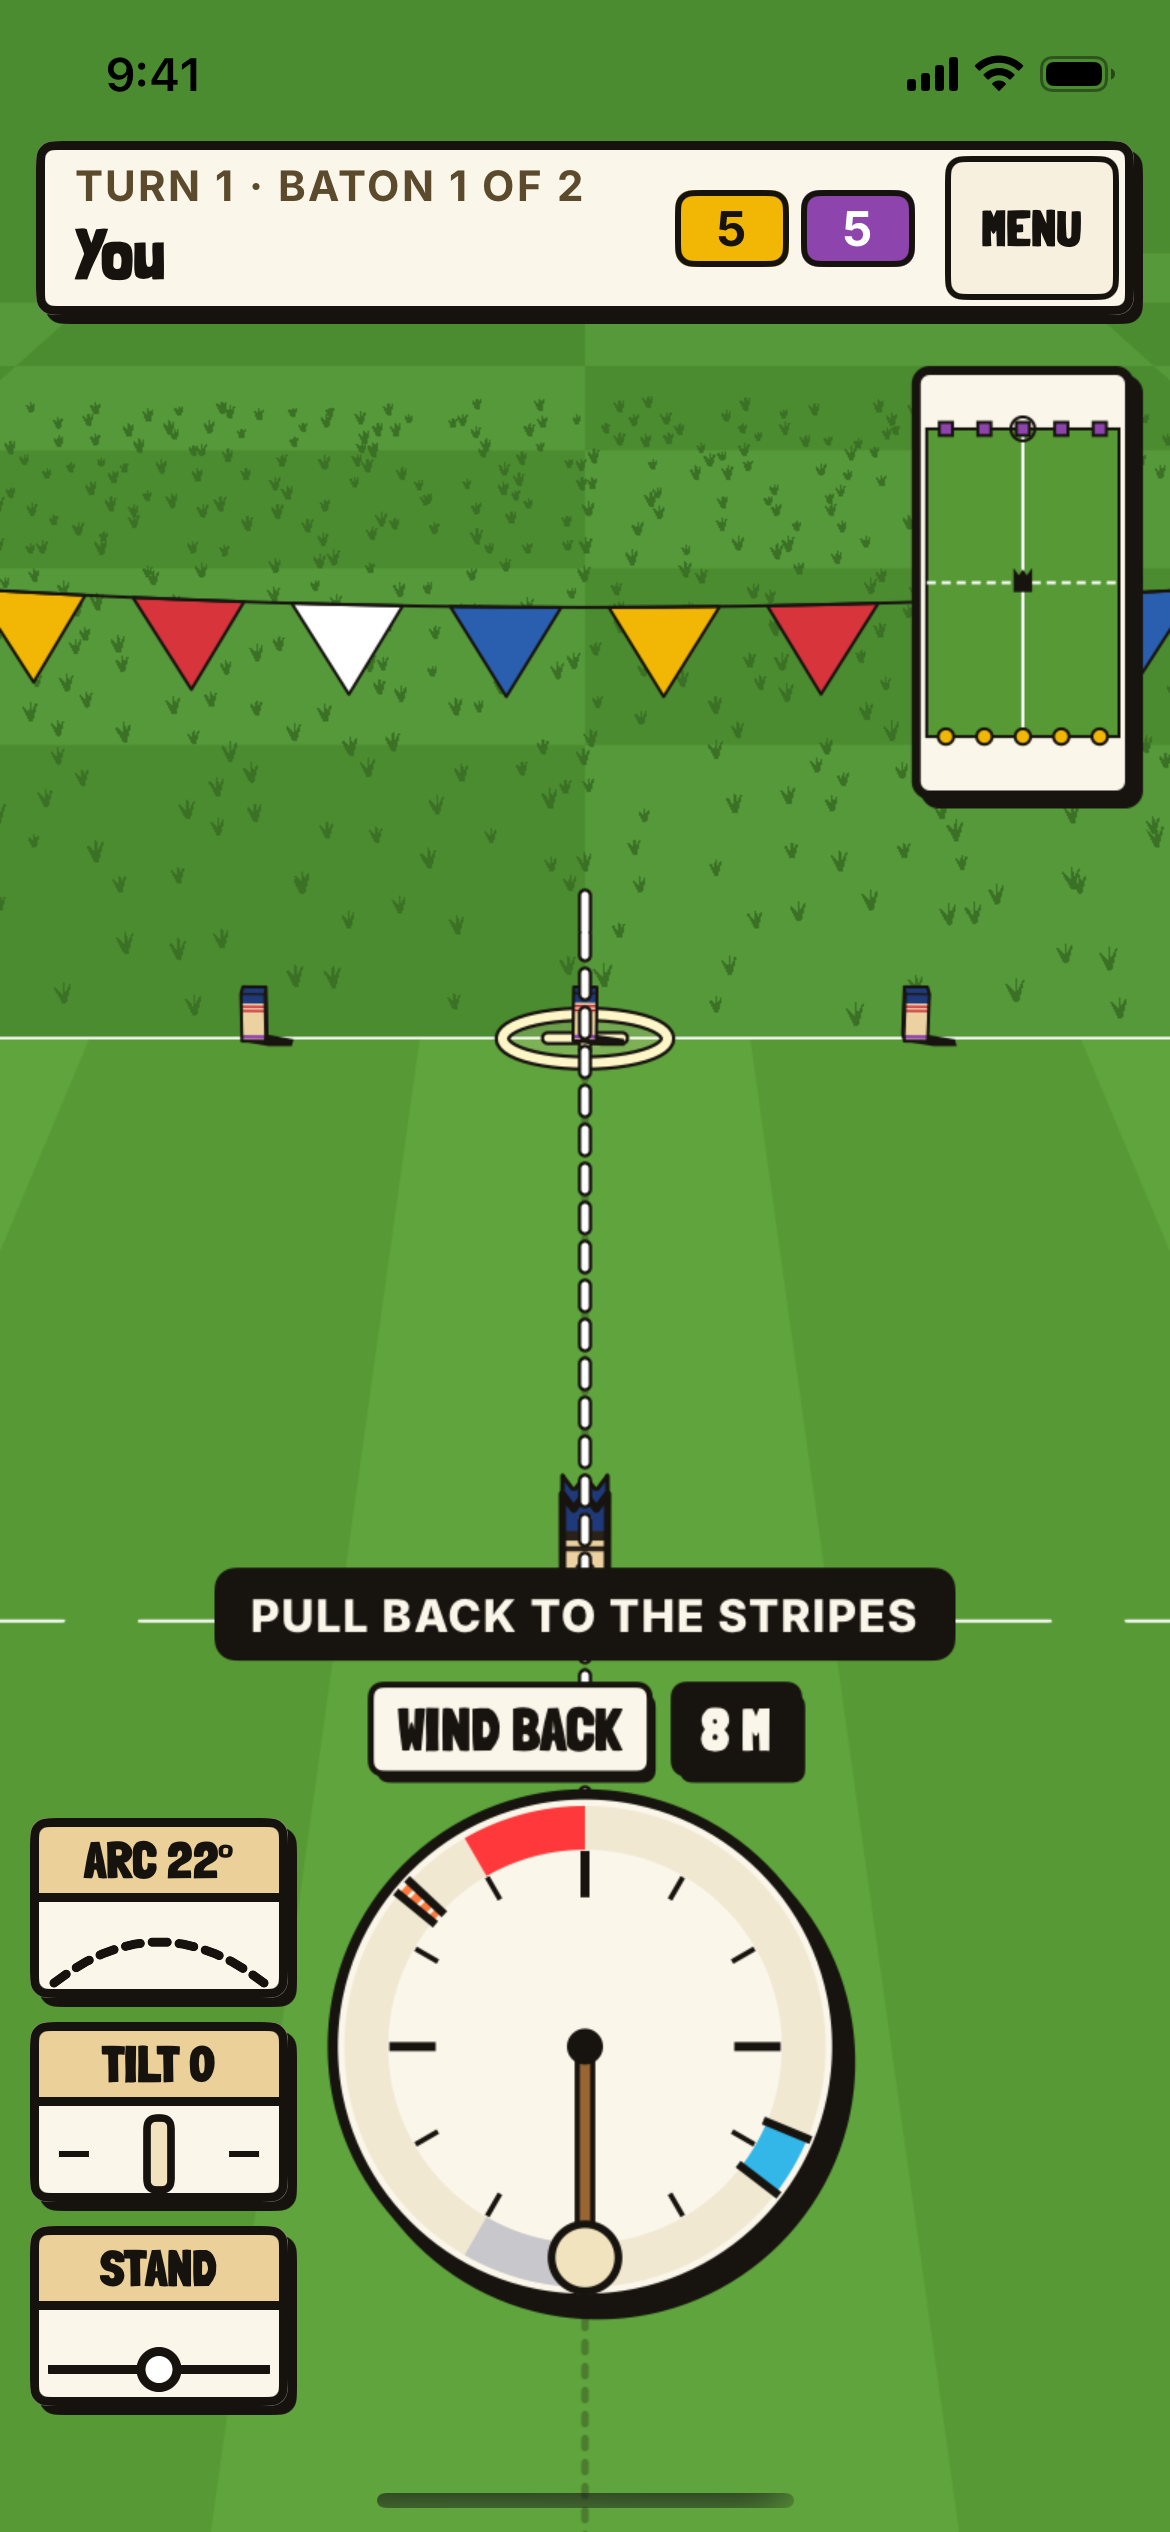 9:41
TURN 1 · BATON 1 OF 2
You
5
5
MENU
PULL BACK TO THE STRIPES
WIND BACK
8 M
ARC 22°
TILT 0
STAND